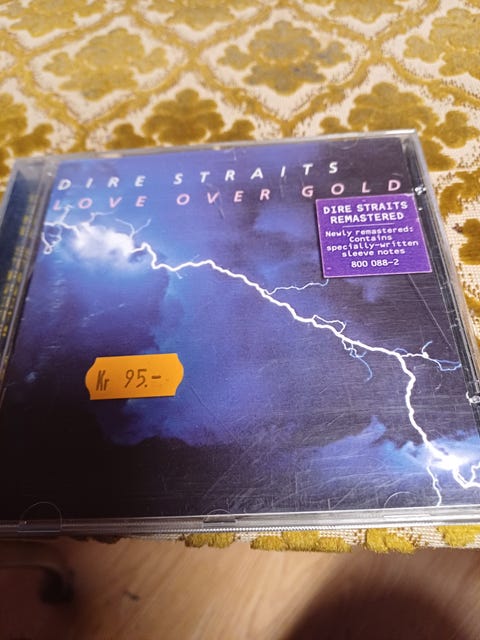 DIRE STRAITS
LOVE OVER GOLD
DIRE STRAITS
REMASTERED
Newly remastered:
Contains
specially-written
sleeve notes
800 088-2
Kr 95.-